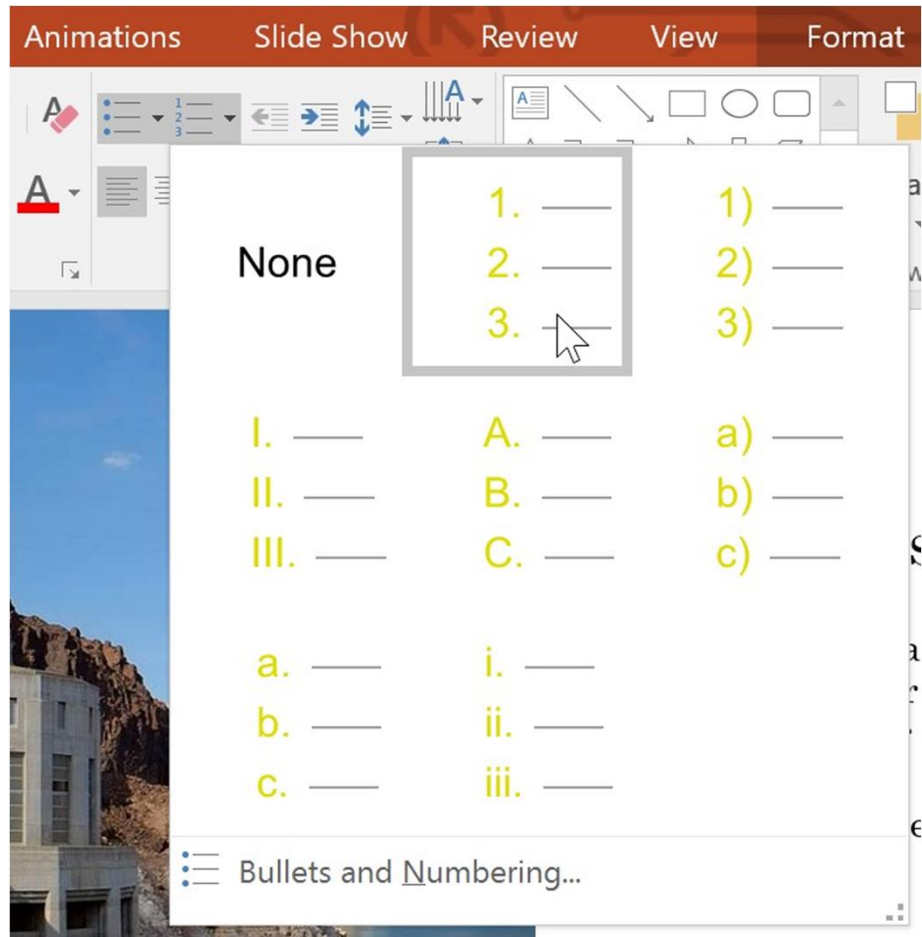 Animations Slide Show Review View Format
None
1.
2.
3.
1)
2)
3)
I.
II.
III.
A.
B.
C.
a)
b)
c)
a.
b.
c.
i.
ii.
iii.
Bullets and Numbering...